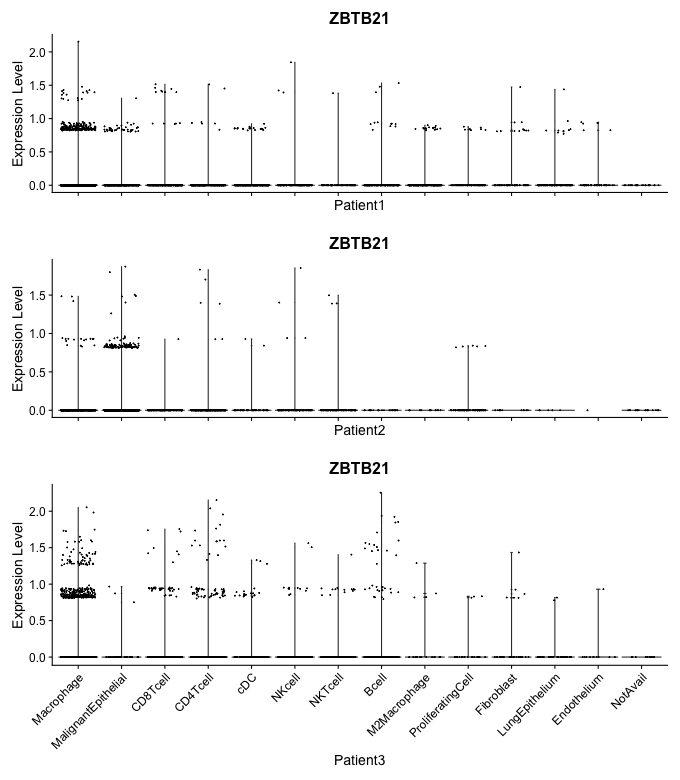 ZBTB21
Expression Level
2.0
1.5
1.0
0.5
0.0
Patient1
ZBTB21
Expression Level
1.5
1.0
0.5
0.0
Patient2
ZBTB21
Expression Level
2.0
1.5
1.0
0.5
0.0
Macrophage
MalignantEpithelial
CD8Tcell
CD4Tcell
cDC
NKcell
NKTcell
Bcell
M2Macrophage
ProliferatingCell
Fibroblast
LungEpithelium
Endothelium
NotAvail
Patient3